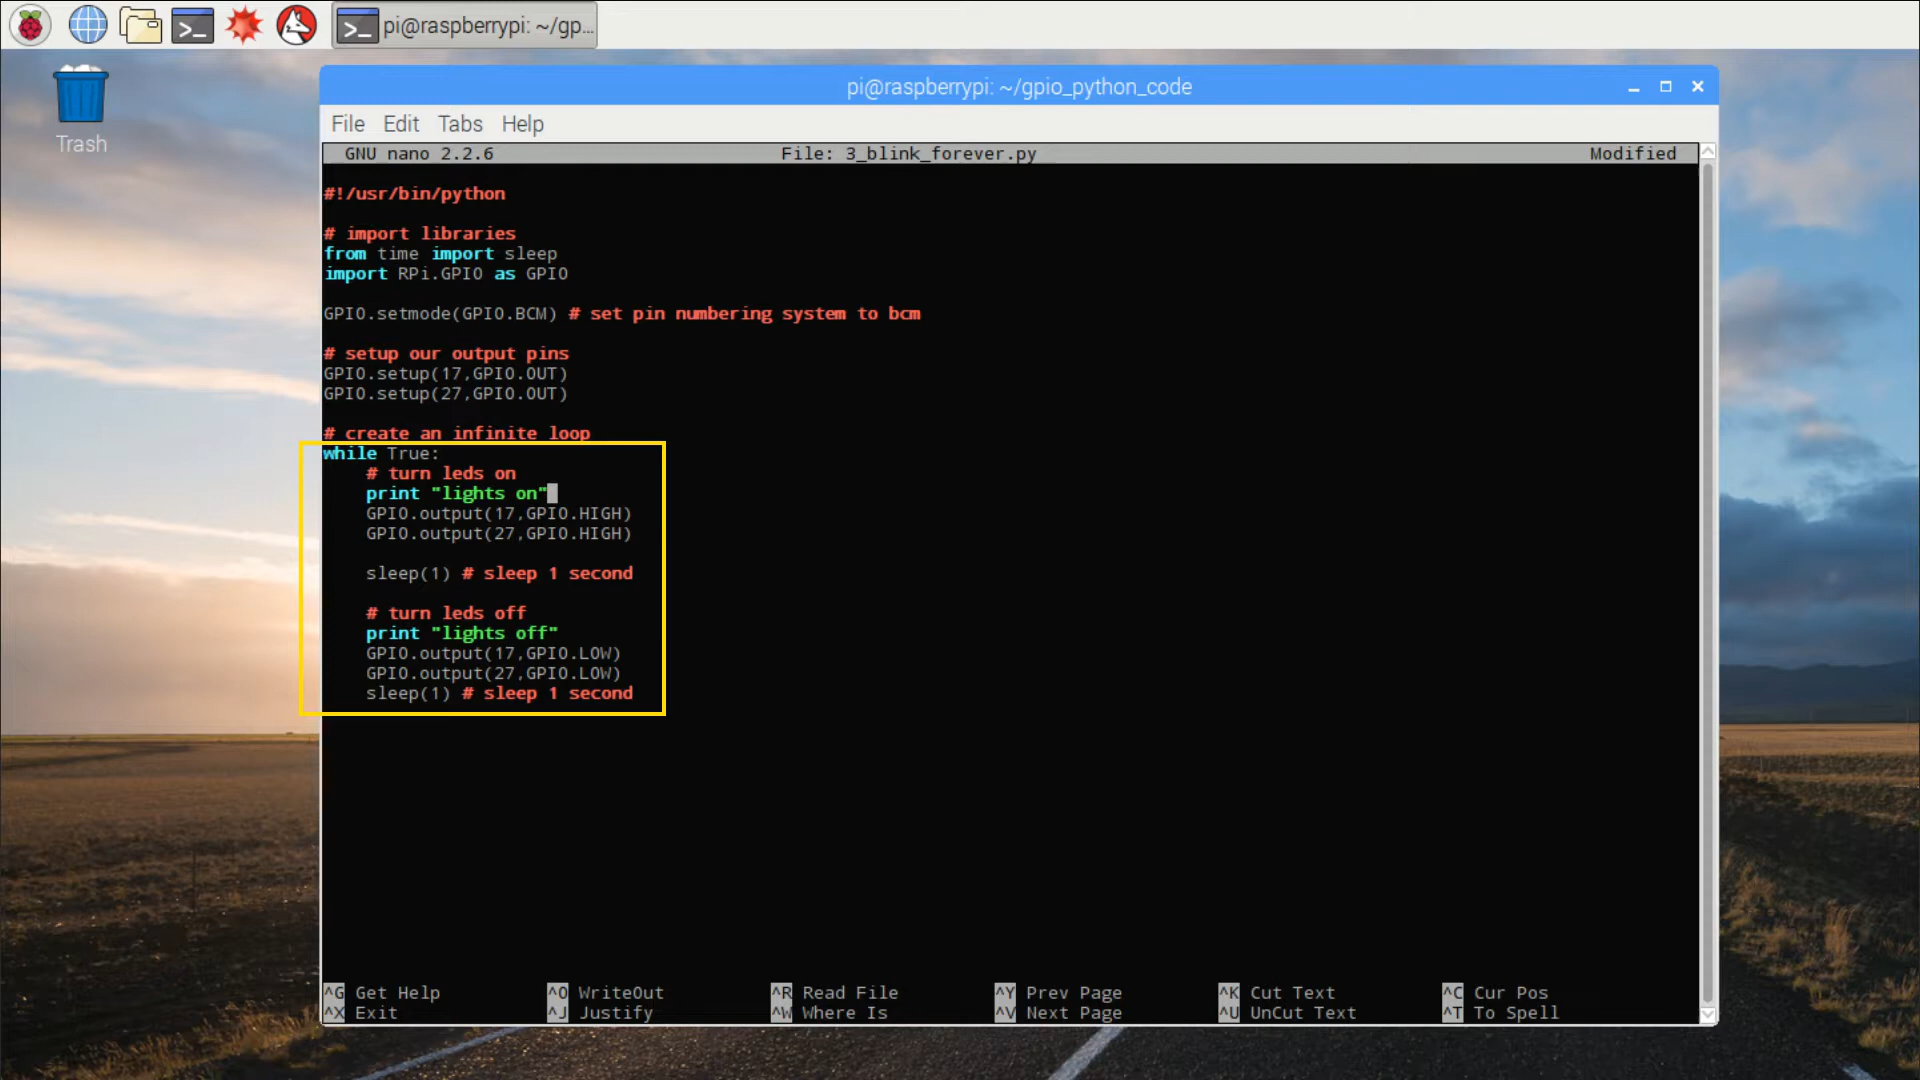 pi@raspberrypi: ~/gp...
Trash
pi@raspberrypi: ~/gpio_python_code
File Edit Tabs Help
GNU nano 2.2.6 File: 3_blink_forever.py Modified
#!/usr/bin/python
# import libraries
from time import sleep
import RPi.GPIO as GPIO
GPIO.setmode(GPIO.BCM) # set pin numbering system to bcm
# setup our output pins
GPIO.setup(17,GPIO.OUT)
GPIO.setup(27,GPIO.OUT)
# create an infinite loop
while True:
# turn leds on
print "lights on"
GPIO.output(17,GPIO.HIGH)
GPIO.output(27,GPIO.HIGH)
sleep(1) # sleep 1 second
# turn leds off
print "lights off"
GPIO.output(17,GPIO.LOW)
GPIO.output(27,GPIO.LOW)
sleep(1) # sleep 1 second
^G Get Help ^O WriteOut ^R Read File ^Y Prev Page ^K Cut Text ^C Cur Pos
^X Exit ^J Justify ^W Where Is ^V Next Page ^U UnCut Text ^T To Spell